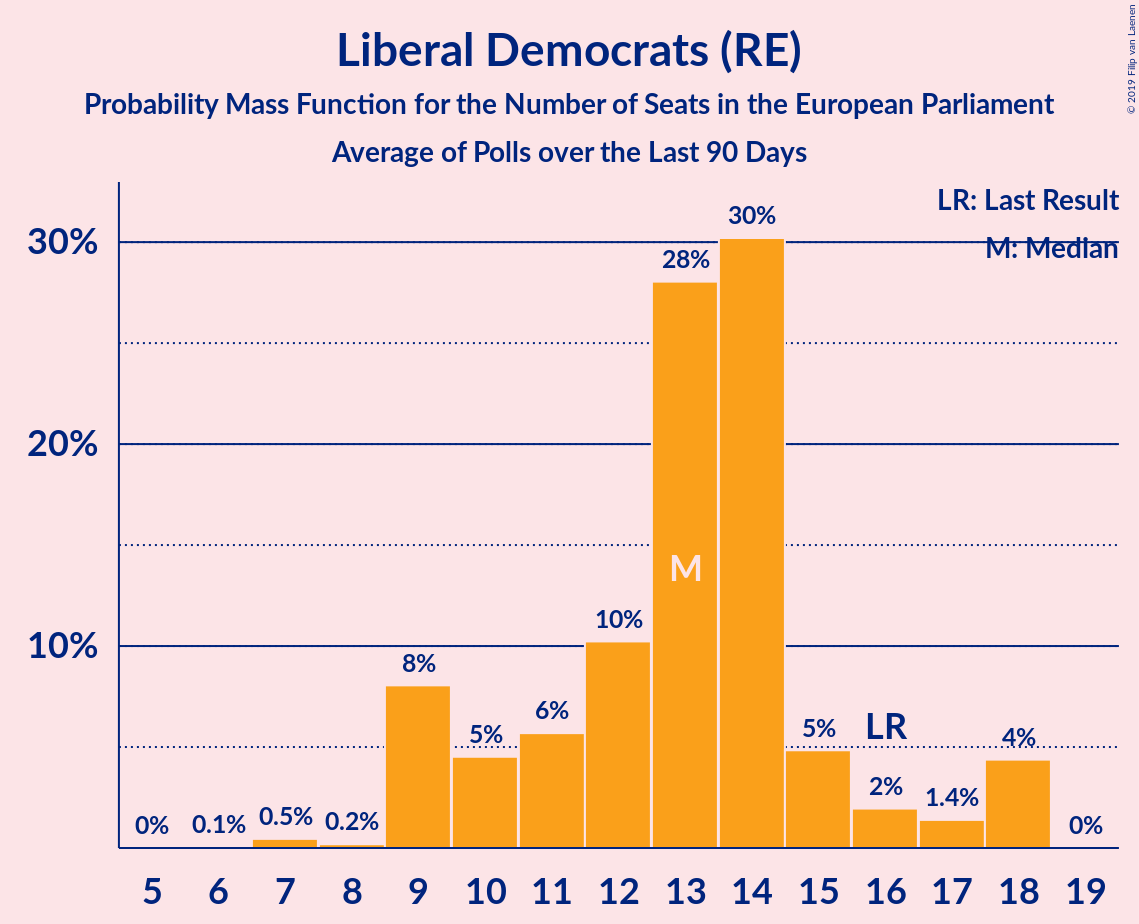 Liberal Democrats (RE)
Probability Mass Function for the Number of Seats in the European Parliament
Average of Polls over the Last 90 Days
© 2019 Filip van Laenen
LR: Last Result
M: Median
30%
20%
10%
0%
0.1%
0.5%
0.2%
8%
5%
6%
10%
28%
30%
5%
2%
1.4%
4%
0%
M
LR
5 6 7 8 9 10 11 12 13 14 15 16 17 18 19